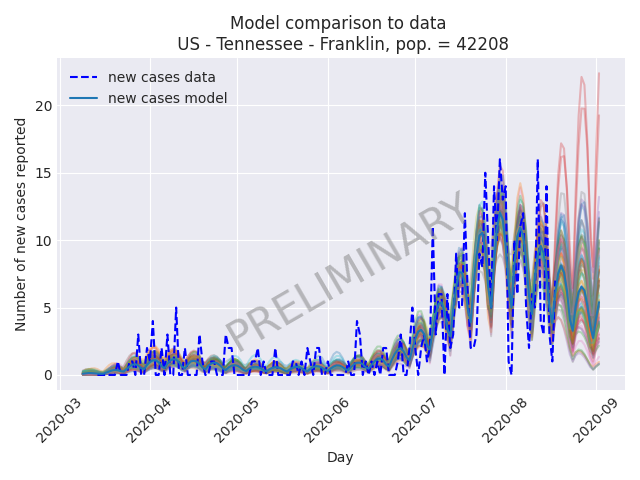 Model comparison to data
US - Tennessee - Franklin, pop. = 42208
new cases data
new cases model
PRELIMINARY
Number of new cases reported
20
15
10
5
0
2020-03
2020-04
2020-05
2020-06
2020-07
2020-08
2020-09
Day